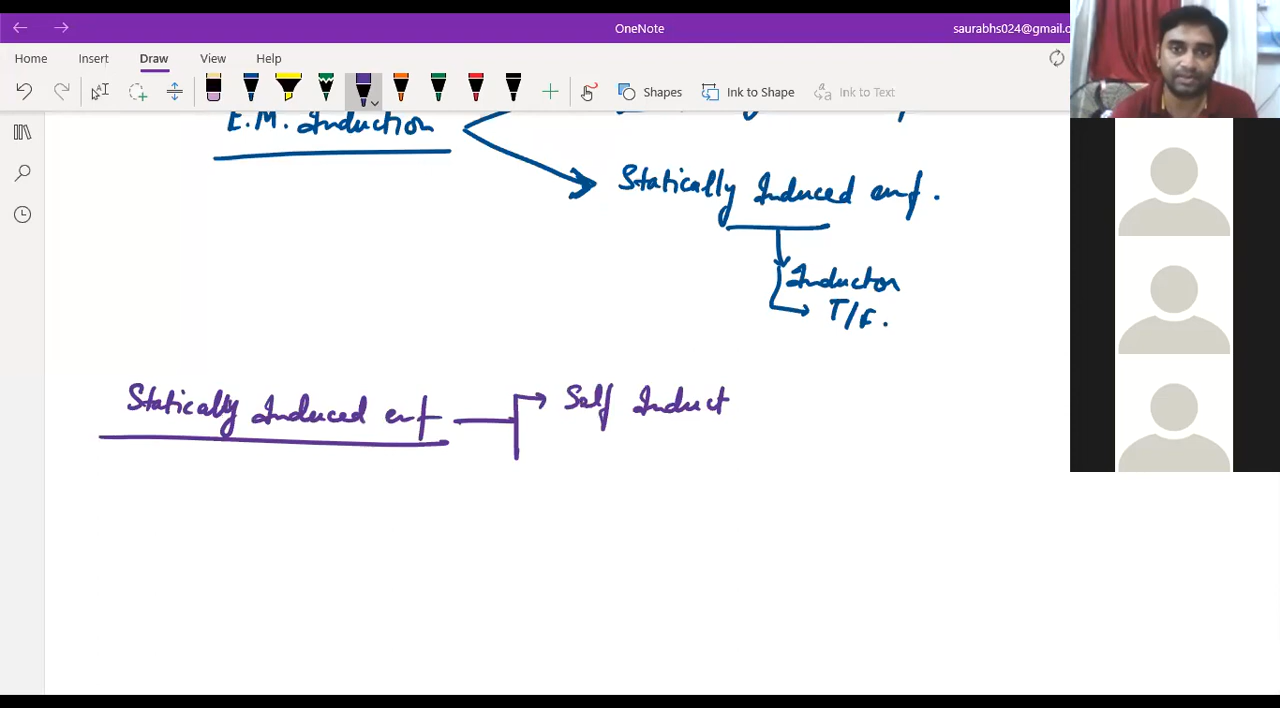 OneNote
saurabhs024@gmail.c
Home Insert Draw View Help
Shapes Ink to Shape Ink to Text
E.M. Induction
Statically Induced emf.
Inductor
T/F.
Statically Induced emf
Self Induct